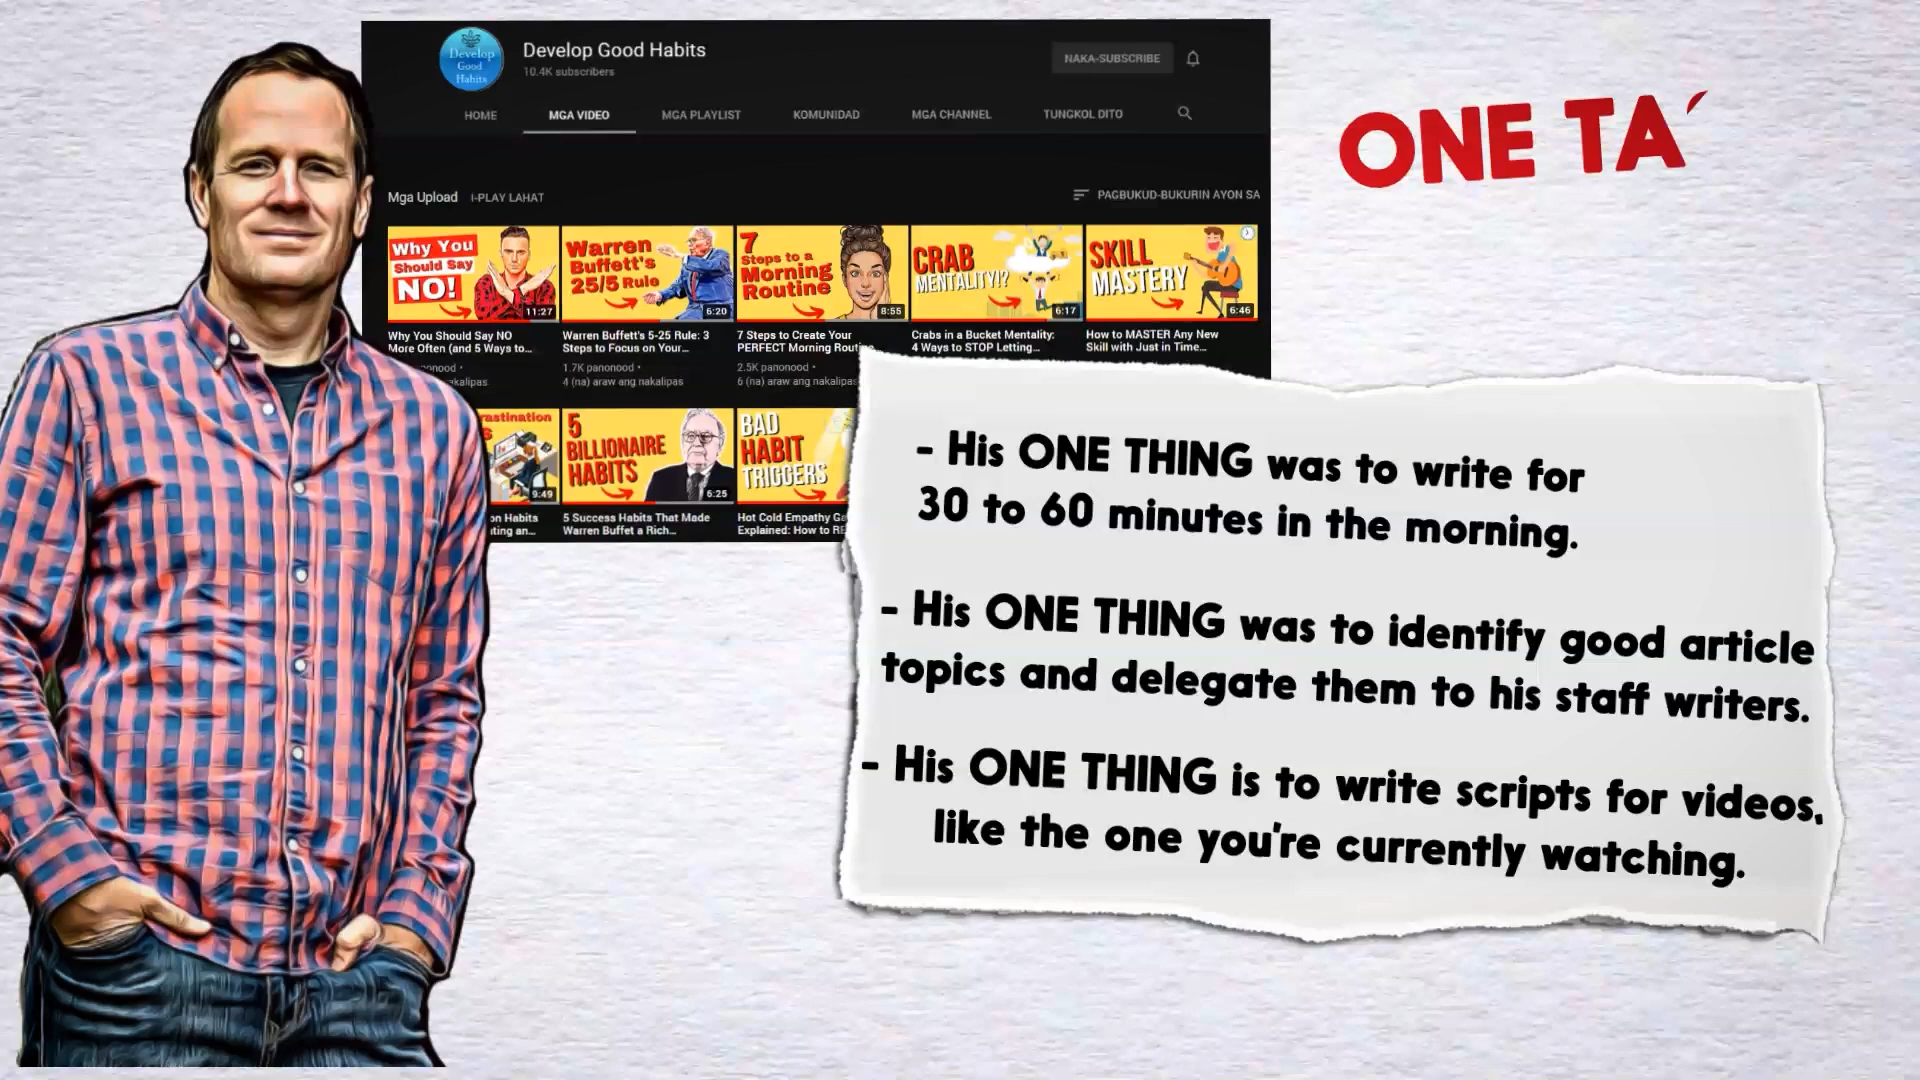 Develop
Good
Habits
Develop Good Habits
10.4K subscribers
NAKA-SUBSCRIBE
HOME
MGA VIDEO
MGA PLAYLIST
KOMUNIDAD
MGA CHANNEL
TUNGKOL DITO
ONE TA
Mga Upload
I-PLAY LAHAT
PAGBUKUD-BUKURIN AYON SA
Why You
Should Say
NO!
11:27
Warren
Buffett's
25/5 Rule
6:20
7
Steps to a
Morning
Routine
8:55
CRAB
MENTALITY!?
6:17
SKILL
MASTERY
6:46
Why You Should Say NO
More Often (and 5 Ways to...
Warren Buffett's 5-25 Rule: 3
Steps to Focus on Your...
7 Steps to Create Your
PERFECT Morning
Crabs in a Bucket Mentality:
4 Ways to STOP Letting...
How to MASTER Any New
Skill with Just in Time...
1.7K panonood •
4 (na) araw ang nakalipas
2.5K panonood •
6 (na) araw ang nakalipas
9:49
5
BILLIONAIRE
HABITS
6:25
BAD
HABIT
TRIGGERS
on Habits
5 Success Habits That Made
Warren Buffet a Rich...
Hot Cold Empathy
Explained: How to
- His ONE THING was to write for
30 to 60 minutes in the morning.
- His ONE THING was to identify good article
topics and delegate them to his staff writers.
- His ONE THING is to write scripts for videos,
like the one you're currently watching.